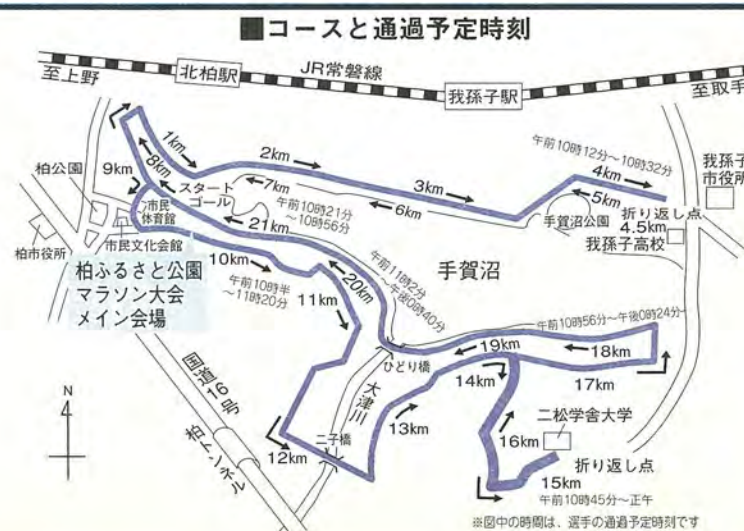 ■コースと通過予定時刻
至上野
北柏駅
JR常磐線
我孫子駅
至取手
1km
2km
3km
4km
午前10時12分〜10時32分
我孫子
市役所
5km
6km
7km
8km
9km
手賀沼公園
折り返し点
4.5km
我孫子高校
柏公園
スタート
ゴール
午前10時21分
〜10時56分
21km
市民
体育館
市民文化会館
柏市役所
手賀沼
柏ふるさと公園
マラソン大会
メイン会場
10km
午前10時半
〜11時20分
11km
20km
午前11時2分
〜午後0時40分
午前10時56分〜午後0時24分
19km
18km
17km
ひどり橋
14km
大津川
13km
16km
二松学舎大学
国道16号
柏トンネル
N
12km
二子橋
折り返し点
15km
午前10時45分〜正午
※図中の時間は、選手の通過予定時刻です